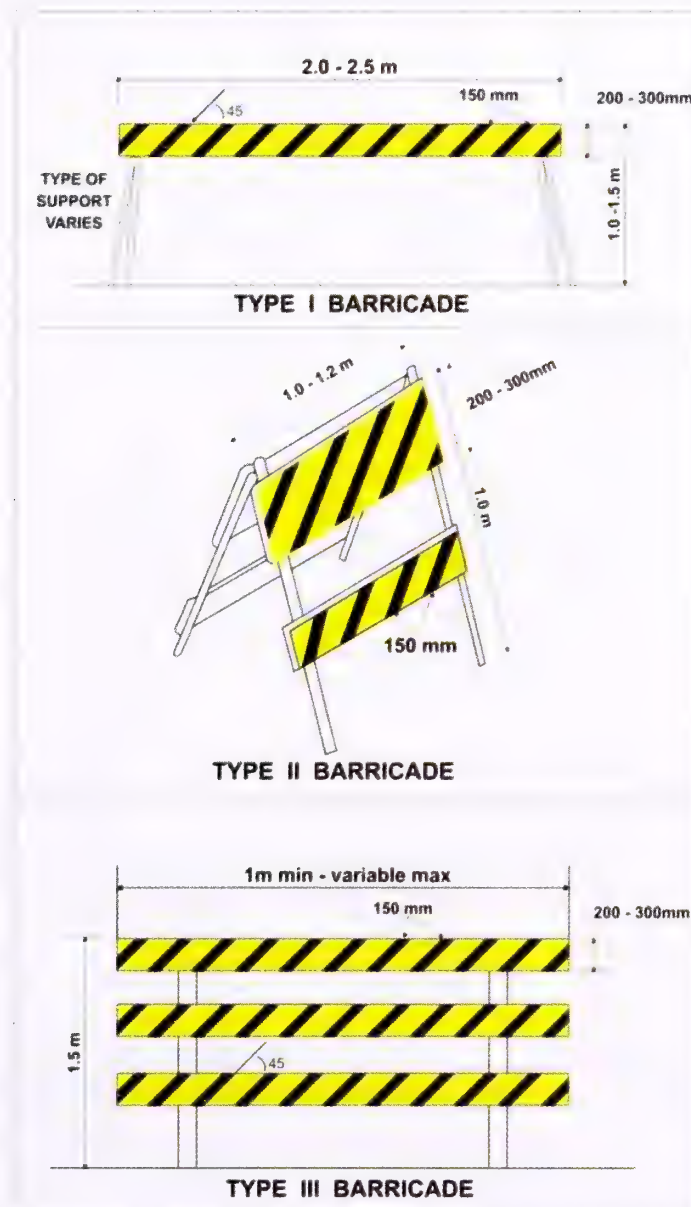 2.0 - 2.5 m
45
150 mm
200 - 300mm
TYPE OF
SUPPORT
VARIES
1.0 -1.5 m
TYPE I BARRICADE
1.0 - 1.2 m
200 - 300mm
1.0 m
150 mm
TYPE II BARRICADE
1m min - variable max
150 mm
200 - 300mm
1.5 m
45
TYPE III BARRICADE